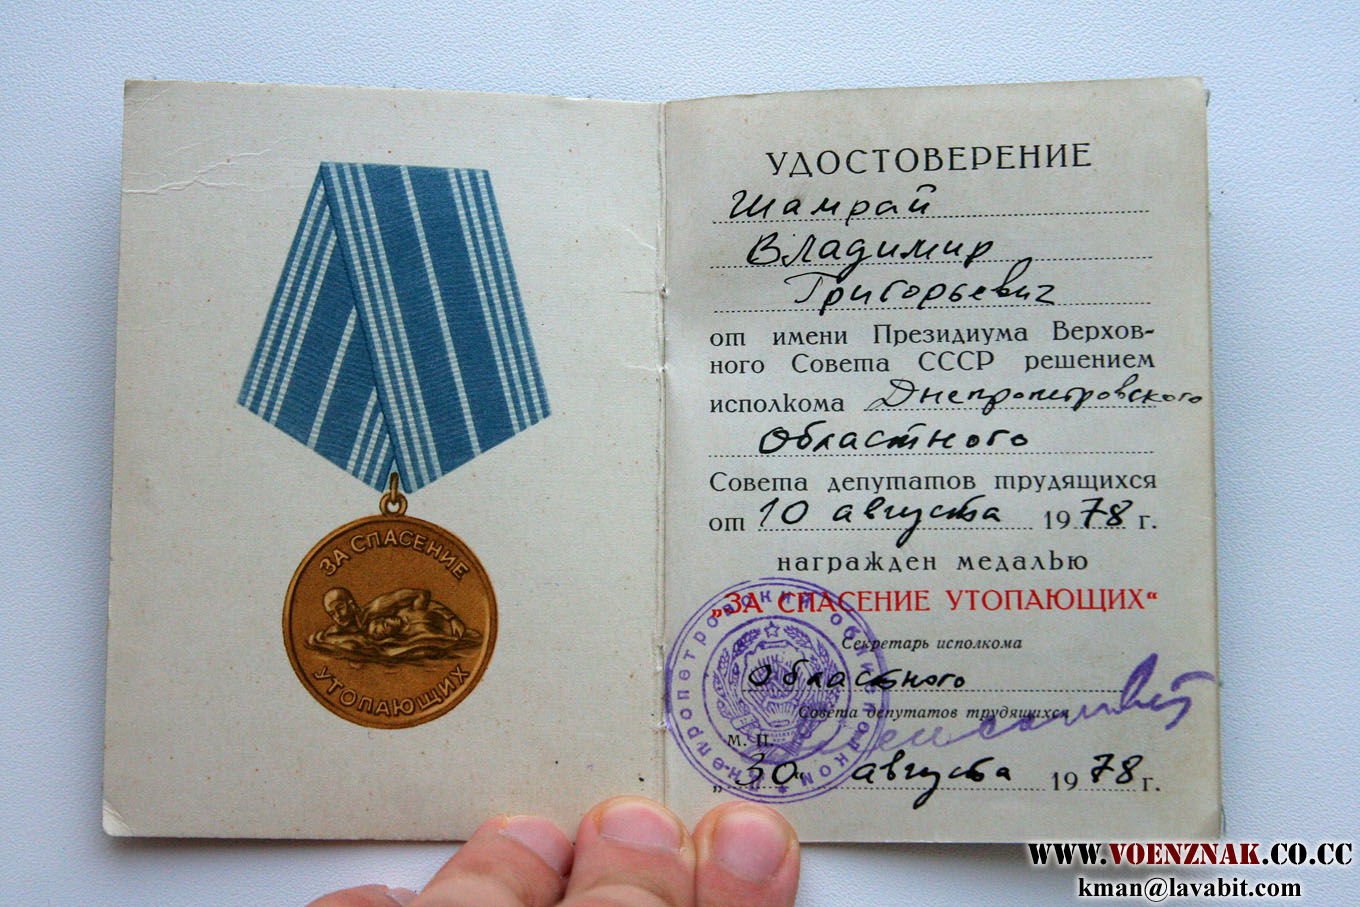 ЗА СПАСЕНИЕ
УТОПАЮЩИХ
УДОСТОВЕРЕНИЕ
Шамрай
Владимир
Григорьевич
от имени Президиума Верхов-
ного Совета СССР решением
исполкома Днепропетровского
Областного
Совета депутатов трудящихся
от 10 августа 1978 г.
награжден медалью
„ЗА СПАСЕНИЕ УТОПАЮЩИХ“
Секретарь исполкома
Областного
Совета депутатов трудящихся
М. П.
„30“ августа 1978 г.
WWW.VOENZNAK.CO.CC
kman@lavabit.com